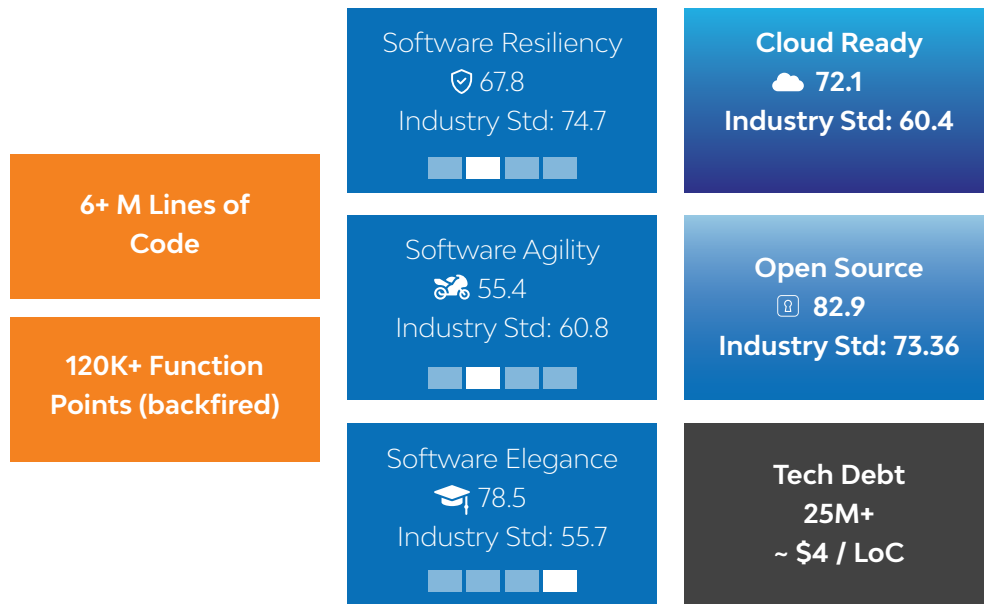 6+ M Lines of
Code
120K+ Function
Points (backfired)
Software Resiliency
67.8
Industry Std: 74.7
Software Agility
55.4
Industry Std: 60.8
Software Elegance
78.5
Industry Std: 55.7
Cloud Ready
72.1
Industry Std: 60.4
Open Source
82.9
Industry Std: 73.36
Tech Debt
25M+
~ $4 / LoC